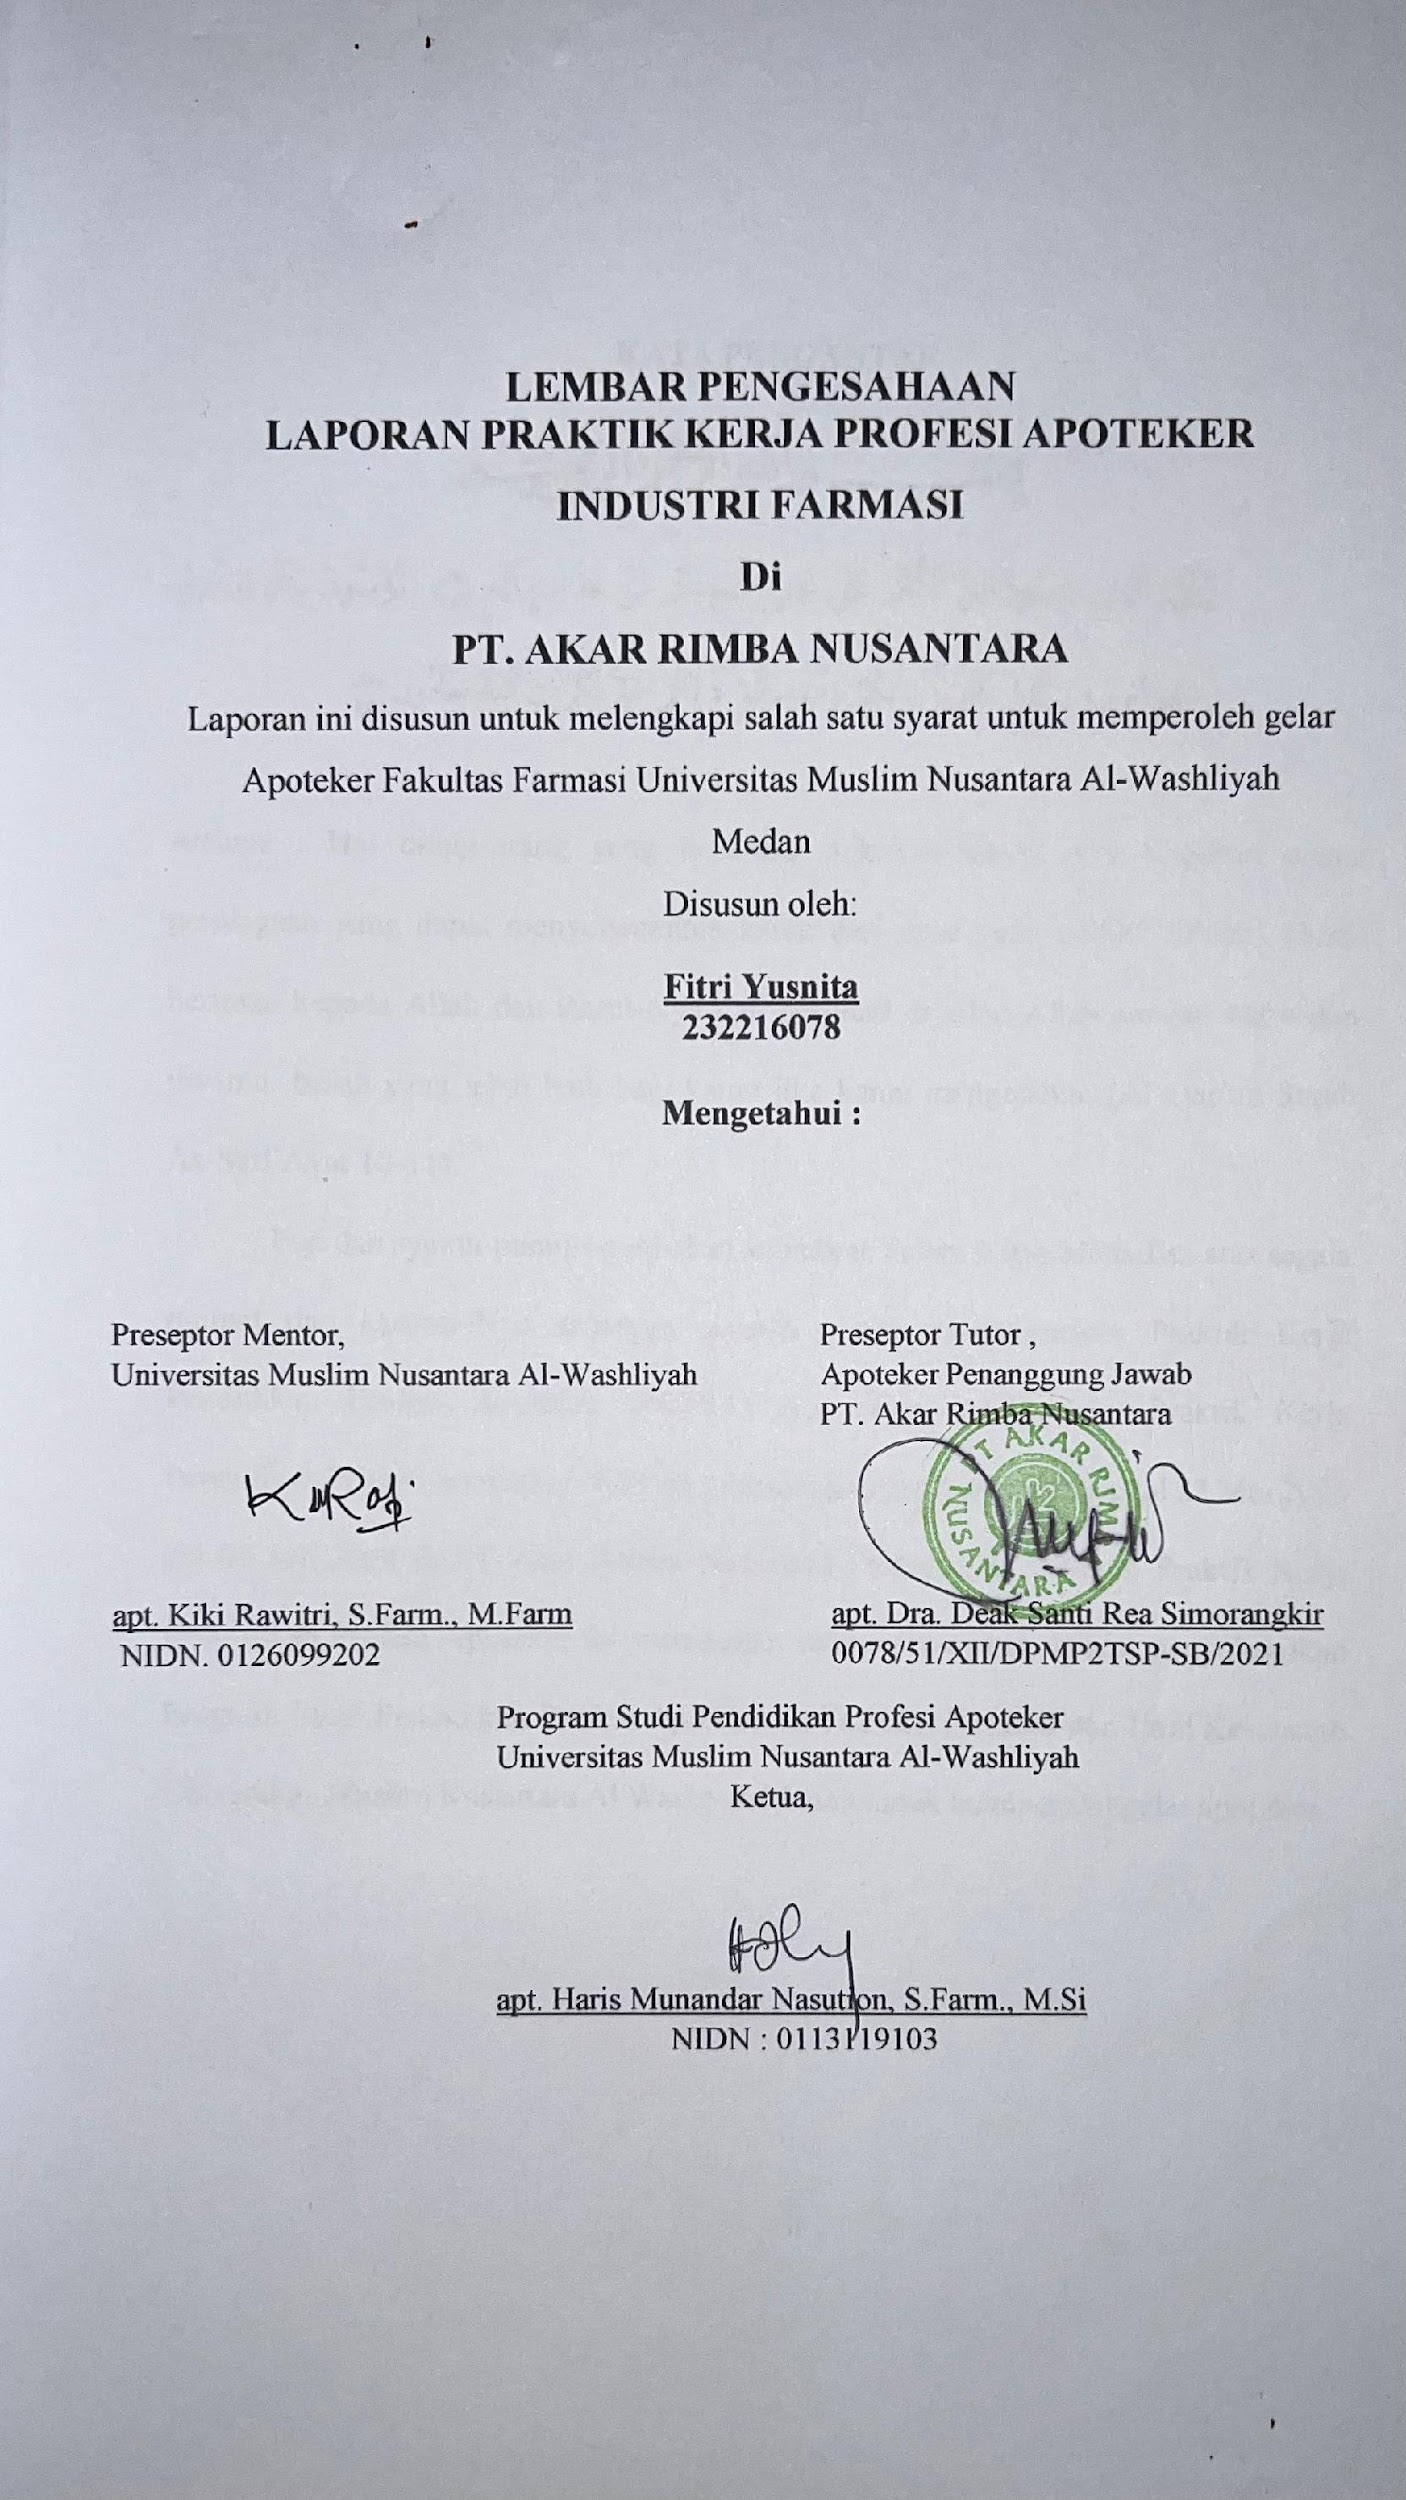 LEMBAR PENGESAHAAN
LAPORAN PRAKTIK KERJA PROFESI APOTEKER
INDUSTRI FARMASI
Di
PT. AKAR RIMBA NUSANTARA
Laporan ini disusun untuk melengkapi salah satu syarat untuk memperoleh gelar
Apoteker Fakultas Farmasi Universitas Muslim Nusantara Al-Washliyah
Medan
Disusun oleh:
Fitri Yusnita
232216078
Mengetahui :
Preseptor Mentor,
Universitas Muslim Nusantara Al-Washliyah
Preseptor Tutor ,
Apoteker Penanggung Jawab
PT. Akar Rimba Nusantara
PT AKAR RIMBA NUSANTARA
apt. Kiki Rawitri, S.Farm., M.Farm
NIDN. 0126099202
apt. Dra. Deak Santi Rea Simorangkir
0078/51/XII/DPMP2TSP-SB/2021
Program Studi Pendidikan Profesi Apoteker
Universitas Muslim Nusantara Al-Washliyah
Ketua,
apt. Haris Munandar Nasution, S.Farm., M.Si
NIDN : 0113119103